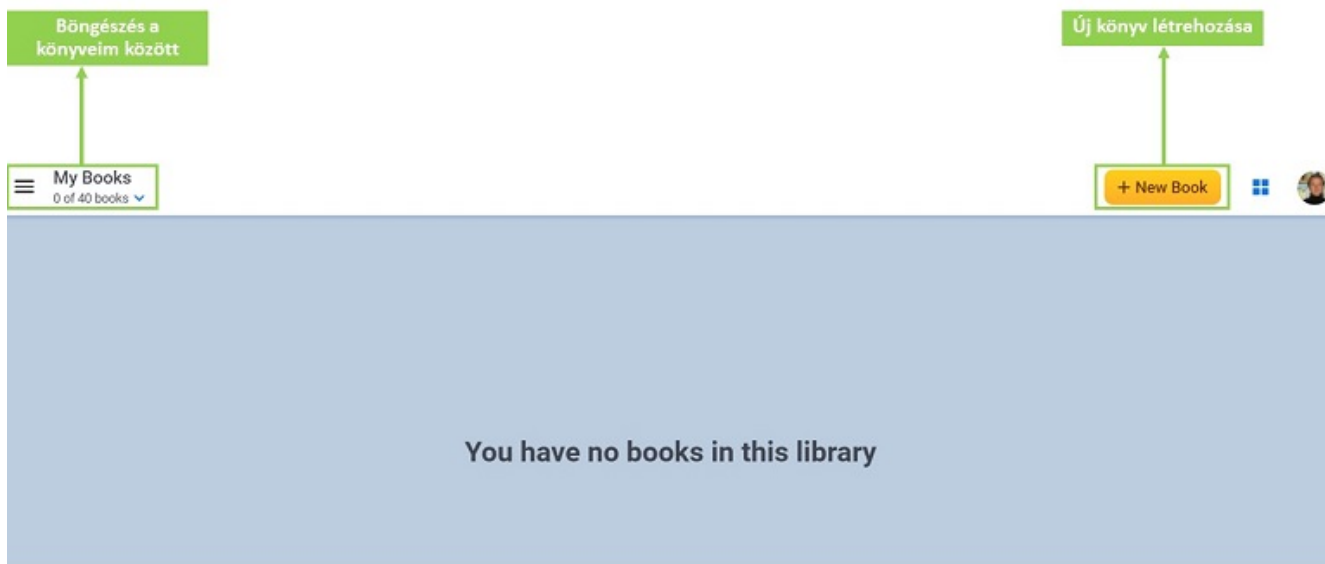 Böngészés a
könyveim között
Új könyv létrehozása
My Books
0 of 40 books
+ New Book
You have no books in this library